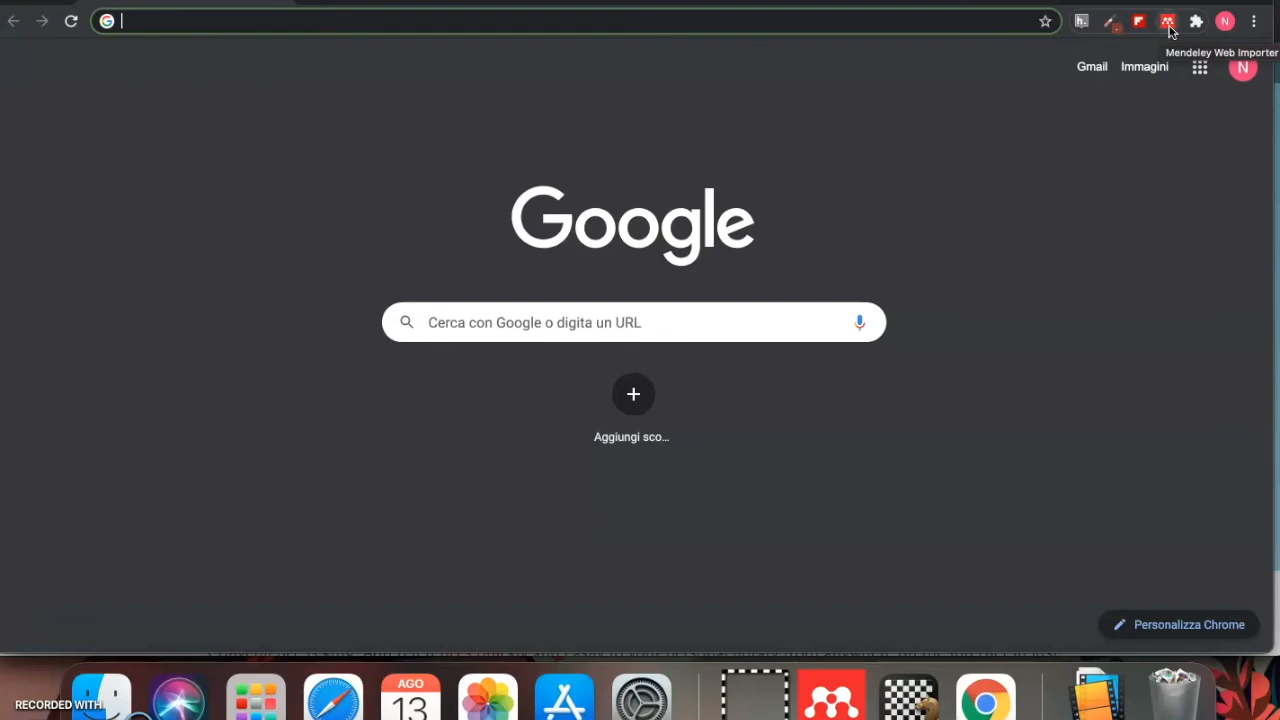 h.
N
Mendeley Web Importer
Gmail
Immagini
N
Google
Cerca con Google o digita un URL
Aggiungi sco...
Personalizza Chrome
AGO
13
RECORDED WITH